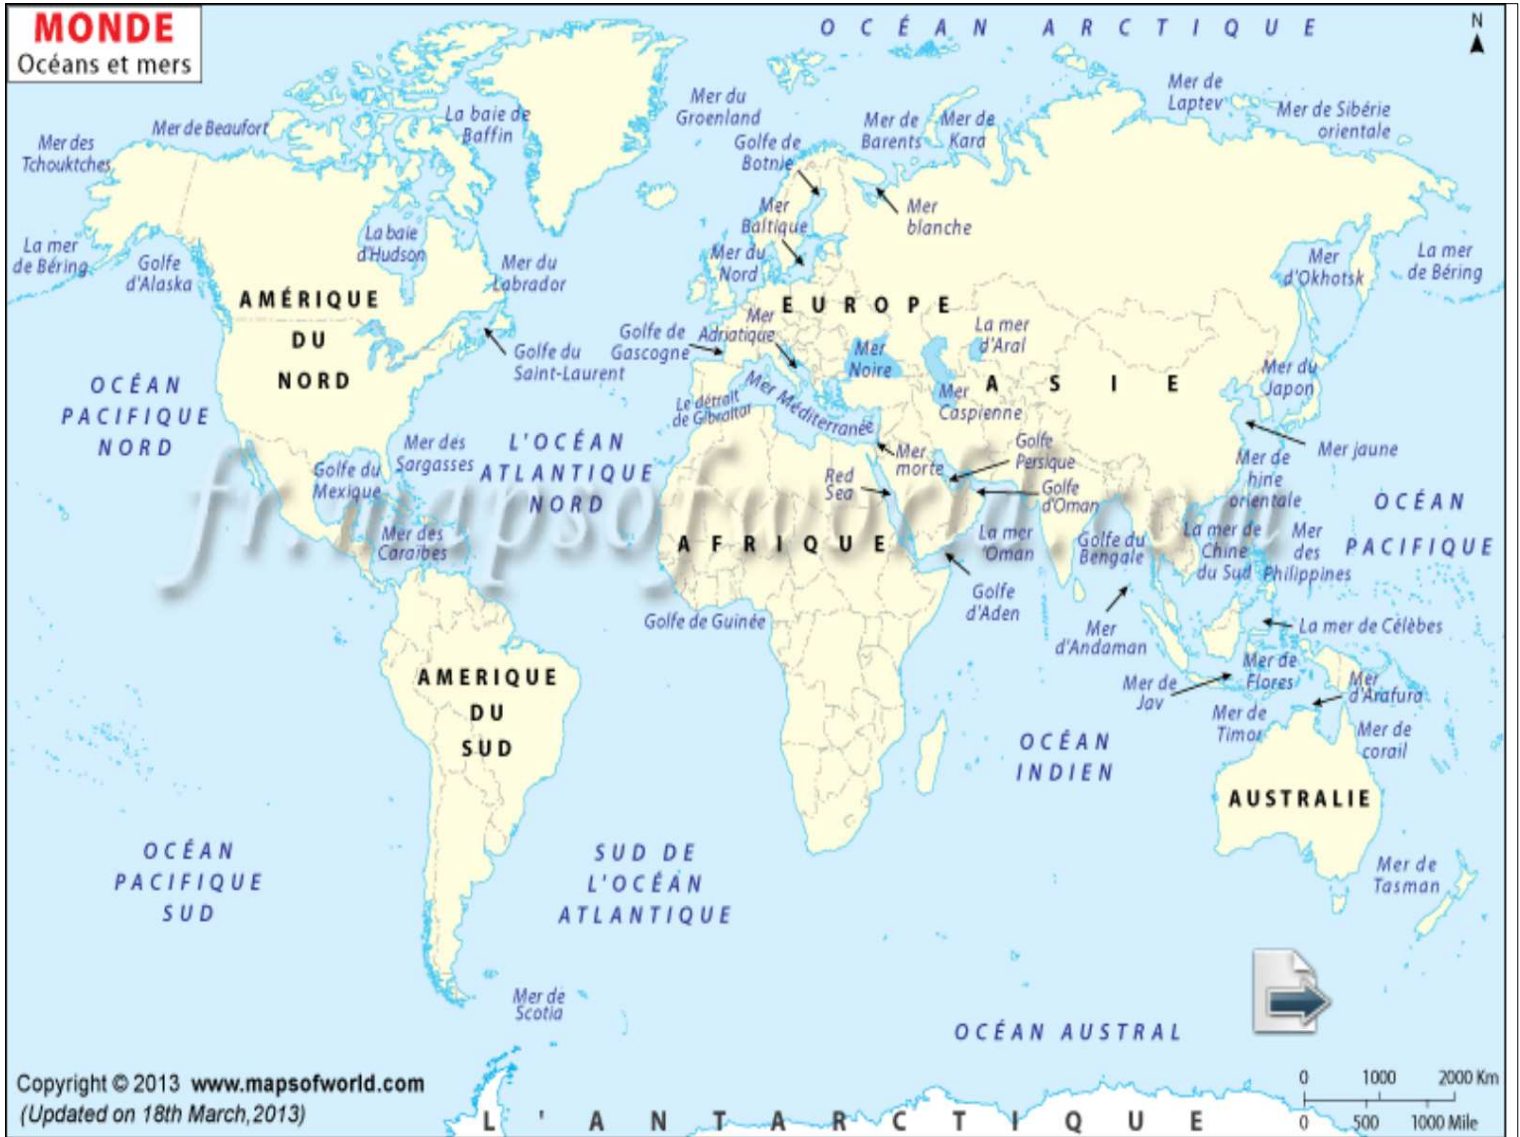 MONDE
Océans et mers
OCÉAN ARCTIQUE
N
Mer des
Tchouktches
Mer de Beaufort
La baie de
Baffin
Mer du
Groenland
Golfe de
Botnie
Mer de
Barents
Mer de
Kara
Mer de
Laptev
Mer de Sibérie
orientale
La mer
de Béring
Golfe
d'Alaska
La baie
d'Hudson
Mer du
Labrador
Mer
Baltique
Mer du
Nord
Mer
blanche
Mer
d'Okhotsk
La mer
de Béring
AMÉRIQUE
DU
NORD
EUROPE
ASIE
Golfe du
Saint-Laurent
Golfe de
Gascogne
Mer
Adriatique
Mer
Noire
La mer
d'Aral
Mer
Caspienne
Mer du
Japon
OCÉAN
PACIFIQUE
NORD
Le détrait
de Gibraltar
Mer Méditerranée
Mer des
Sargasses
L'OCÉAN
ATLANTIQUE
NORD
Golfe du
Mexique
Mer des
Caraïbes
Mer
morte
Golfe
Persique
Red
Sea
Golfe
d'Oman
Mer jaune
Mer de
hine
orientale
OCÉAN
PACIFIQUE
fr.mapsofworld.com
AFRIQUE
La mer
'Oman
Golfe du
Bengale
La mer de
Chine
du Sud
Mer
des
Philippines
Golfe
d'Aden
Golfe de Guinée
Mer
d'Andaman
La mer de Célèbes
Mer de
Flores
Mer de
Jav
Mer
d'Arafura
Mer de
Timor
Mer de
corail
AMERIQUE
DU
SUD
OCÉAN
INDIEN
AUSTRALIE
OCÉAN
PACIFIQUE
SUD
SUD DE
L'OCÉAN
ATLANTIQUE
Mer de
Tasman
Mer de
Scotia
OCÉAN AUSTRAL
Copyright © 2013 www.mapsofworld.com
(Updated on 18th March,2013)
L'ANTARCTIQUE
0 1000 2000 Km
0 500 1000 Mile